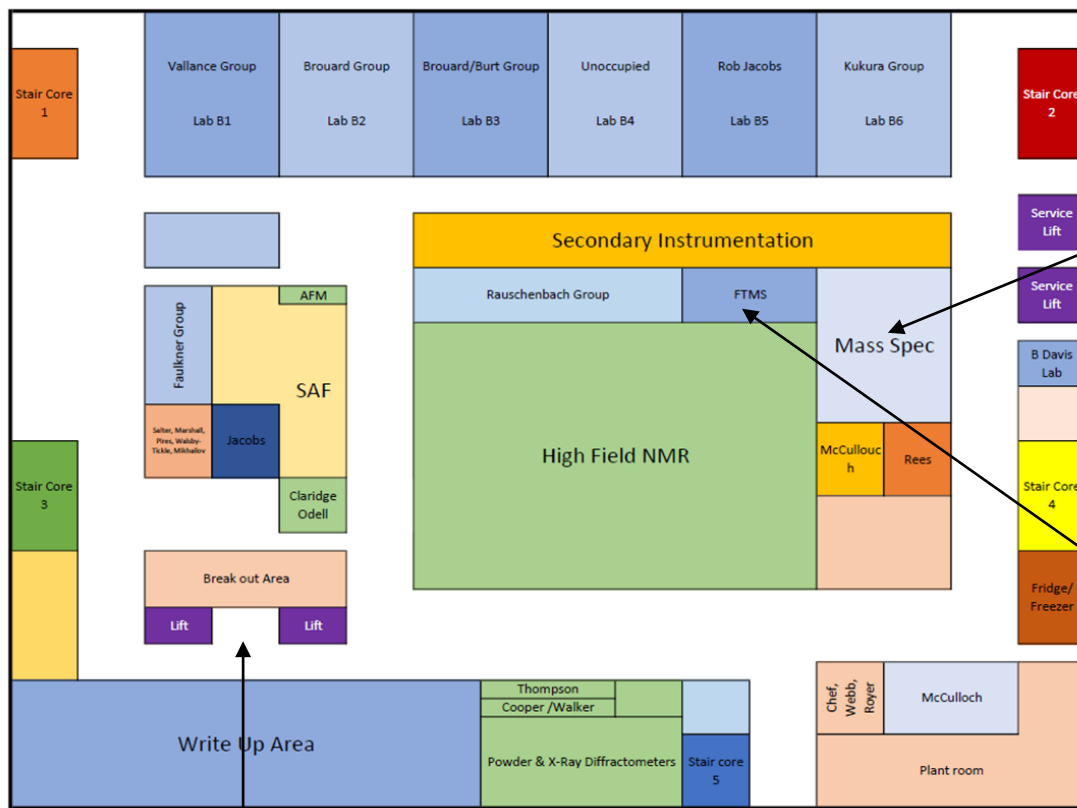 Vallance Group
Lab B1
Brouard Group
Lab B2
Brouard/Burt Group
Lab B3
Unoccupied
Lab B4
Rob Jacobs
Lab B5
Kukura Group
Lab B6
Stair Core
1
Stair Core
2
Service
Lift
Secondary Instrumentation
Service
Lift
Rauschenbach Group
FTMS
Mass Spec
AFM
Faulkner Group
SAF
B Davis
Lab
Salter, Marshall,
Pires, Walsby-
Tickle, Mikhailov
Jacobs
High Field NMR
McCullouc
h
Rees
Stair Core
3
Claridge
Odell
Stair Core
4
Break out Area
Lift
Lift
Fridge/
Freezer
Thompson
Cooper /Walker
Chef,
Webb,
Royer
McCulloch
Write Up Area
Powder & X-Ray Diffractometers
Stair core
5
Plant room